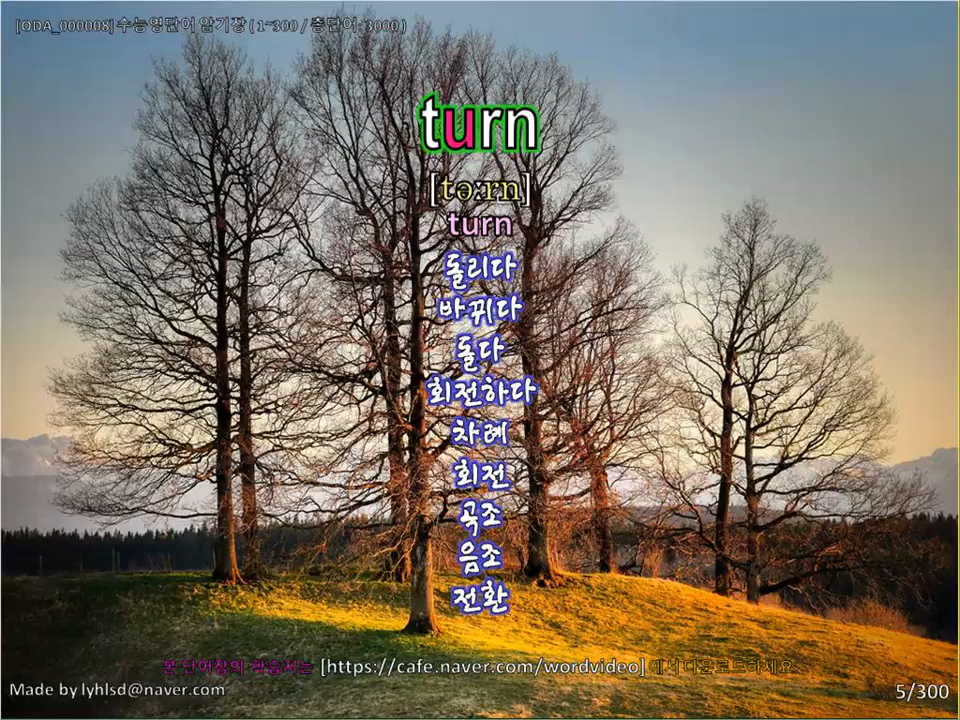 [ODA_000008] 수능영단어 암기장 ( 1~300 / 총단어: 3000 )
turn
[tə:rn]
turn
돌리다
바뀌다
돌다
회전하다
차례
회전
곡조
음조
전환
본 단어장의 학습지는 [https://cafe.naver.com/wordvideo] 에서 다운로드하세요.
Made by lyhlsd@naver.com
5/300